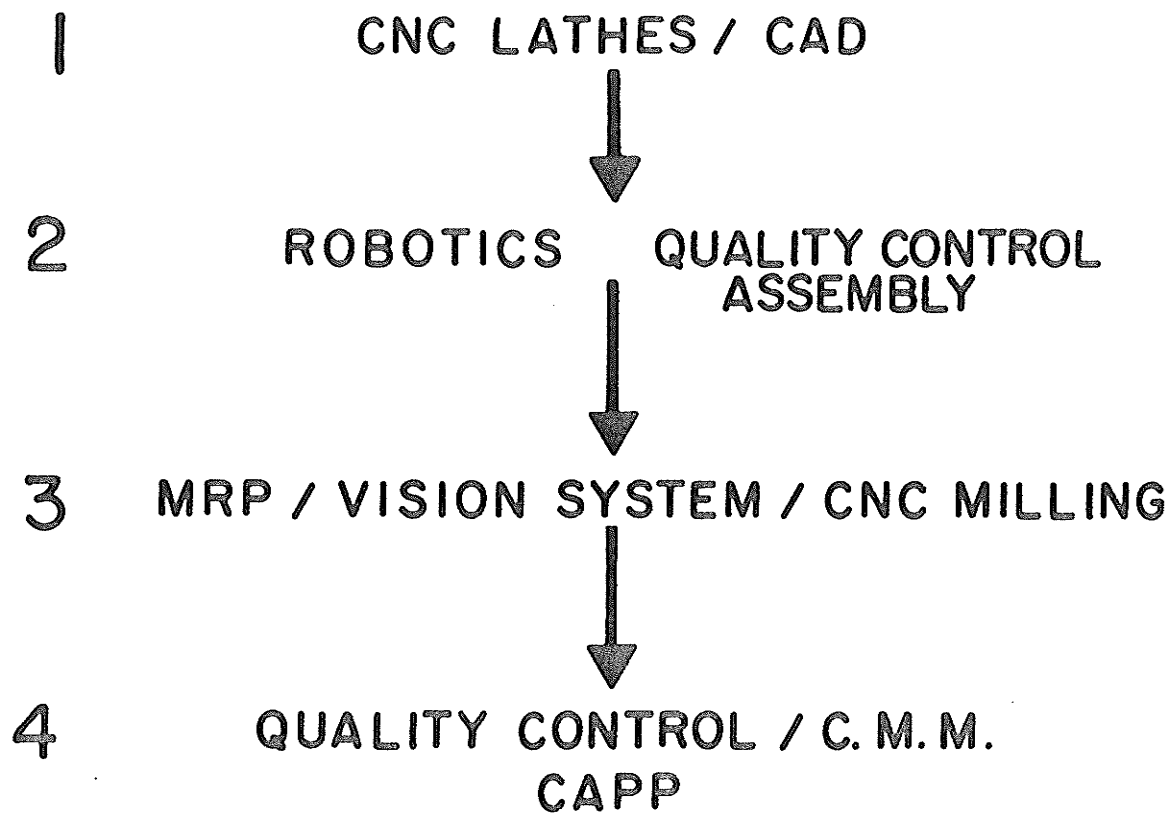 1 CNC LATHES / CAD
2 ROBOTICS QUALITY CONTROL
ASSEMBLY
3 MRP / VISION SYSTEM / CNC MILLING
4 QUALITY CONTROL / C. M. M.
CAPP